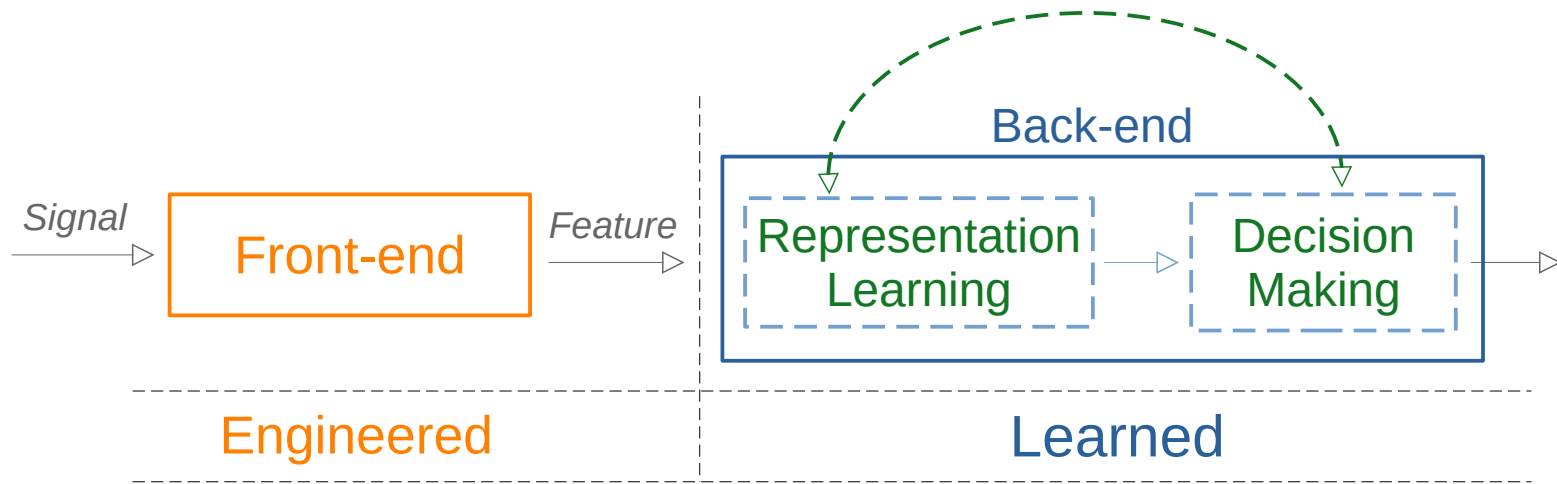 Back-end
Signal
Front-end
Feature
Representation
Learning
Decision
Making
Engineered
Learned